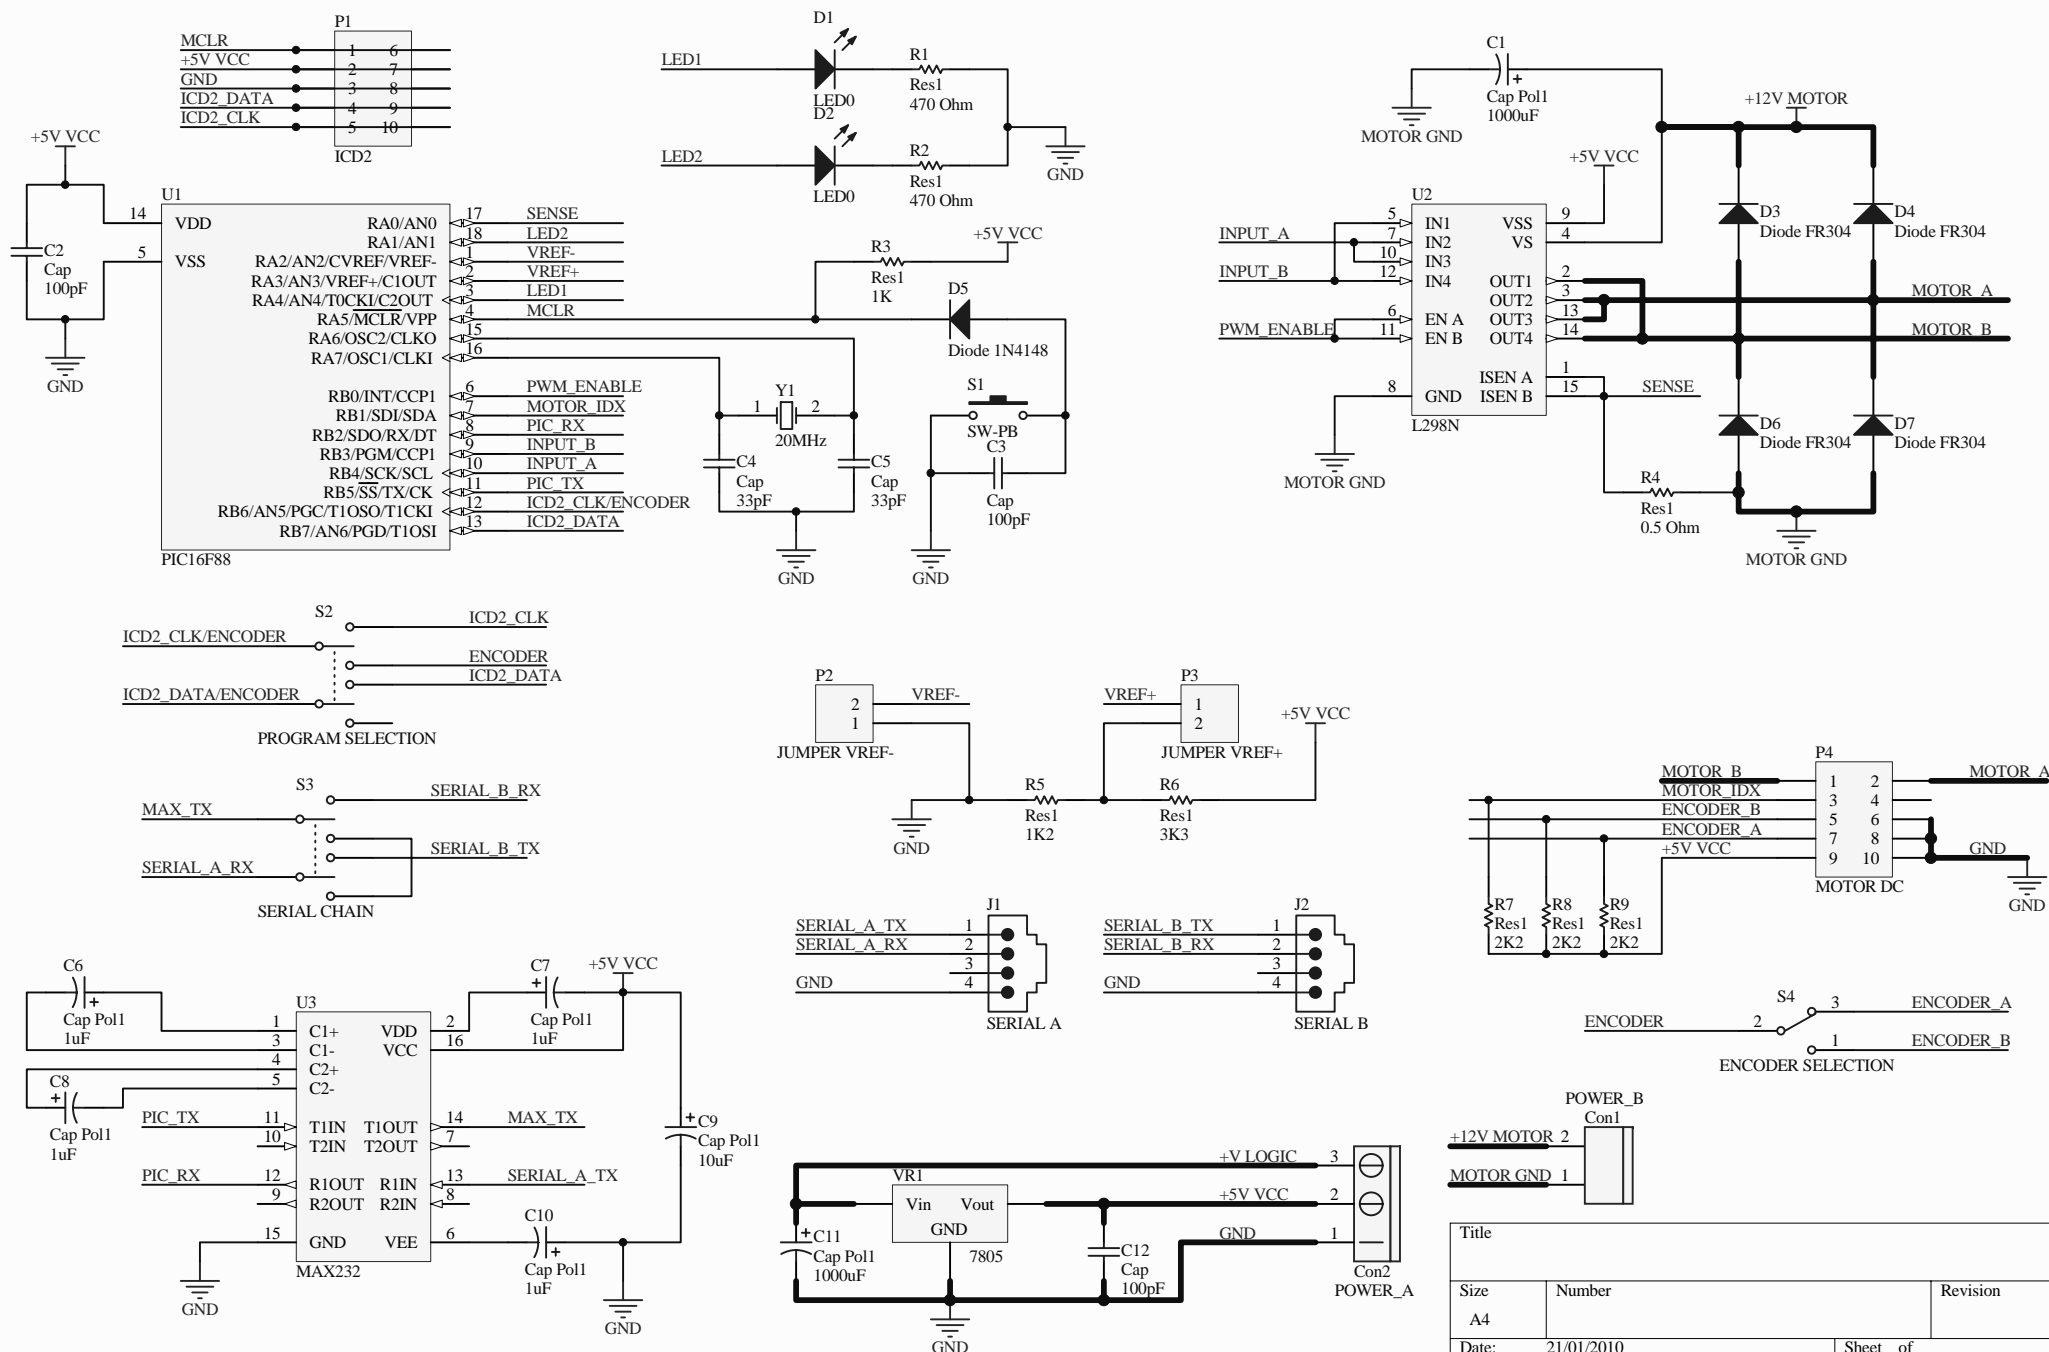 P1
MCLR 1 6
+5V VCC 2 7
GND 3 8
ICD2_DATA 4 9
ICD2_CLK 5 10
ICD2
D1
LED1
LED0
R1
Res1
470 Ohm
D2
LED2
LED0
R2
Res1
470 Ohm
GND
C1
Cap Pol1
1000uF
MOTOR GND
+12V MOTOR
+5V VCC
C2
Cap
100pF
GND
U1
14 VDD
5 VSS
RA0/AN0 17 SENSE
RA1/AN1 18 LED2
RA2/AN2/CVREF/VREF- 1 VREF-
RA3/AN3/VREF+/C1OUT 2 VREF+
RA4/AN4/T0CKI/C2OUT 3 LED1
RA5/MCLR/VPP 4 MCLR
RA6/OSC2/CLKO 15
RA7/OSC1/CLKI 16
RB0/INT/CCP1 6 PWM_ENABLE
RB1/SDI/SDA 7 MOTOR_IDX
RB2/SDO/RX/DT 8 PIC_RX
RB3/PGM/CCP1 9 INPUT_B
RB4/SCK/SCL 10 INPUT_A
RB5/SS/TX/CK 11 PIC_TX
RB6/AN5/PGC/T1OSO/T1CKI 12 ICD2_CLK/ENCODER
RB7/AN6/PGD/T1OSI 13 ICD2_DATA
PIC16F88
R3
Res1
1K
+5V VCC
D5
Diode 1N4148
Y1
1 2
20MHz
C4
Cap
33pF
C5
Cap
33pF
GND
S1
SW-PB
C3
Cap
100pF
GND
U2
+5V VCC
INPUT_A
INPUT_B
PWM_ENABLE
5 IN1
7 IN2
10 IN3
12 IN4
6 EN A
11 EN B
8 GND
VSS 9
VS 4
OUT1 2
OUT2 3
OUT3 13
OUT4 14
ISEN A 1
ISEN B 15
SENSE
L298N
MOTOR GND
D3
Diode FR304
D4
Diode FR304
MOTOR_A
MOTOR_B
D6
Diode FR304
D7
Diode FR304
R4
Res1
0.5 Ohm
MOTOR GND
S2
ICD2_CLK
ICD2_CLK/ENCODER
ENCODER
ICD2_DATA
ICD2_DATA/ENCODER
PROGRAM SELECTION
P2
2 VREF-
1
JUMPER VREF-
P3
VREF+ 1
2
JUMPER VREF+
+5V VCC
R5
Res1
1K2
R6
Res1
3K3
GND
S3
SERIAL_B_RX
MAX_TX
SERIAL_B_TX
SERIAL_A_RX
SERIAL CHAIN
P4
MOTOR_B 1 2 MOTOR_A
MOTOR_IDX 3 4
ENCODER_B 5 6
ENCODER_A 7 8
+5V VCC 9 10 GND
MOTOR DC
GND
R7
Res1
2K2
R8
Res1
2K2
R9
Res1
2K2
J1
SERIAL_A_TX 1
SERIAL_A_RX 2
3
GND 4
SERIAL A
J2
SERIAL_B_TX 1
SERIAL_B_RX 2
3
GND 4
SERIAL B
S4
ENCODER 2
3 ENCODER_A
1 ENCODER_B
ENCODER SELECTION
C6
Cap Pol1
1uF
C7
Cap Pol1
1uF
+5V VCC
C8
Cap Pol1
1uF
U3
1 C1+
3 C1-
4 C2+
5 C2-
PIC_TX 11 T1IN
10 T2IN
PIC_RX 12 R1OUT
9 R2OUT
15 GND
VDD 2
VCC 16
T1OUT 14 MAX_TX
T2OUT 7
R1IN 13 SERIAL_A_TX
R2IN 8
VEE 6
MAX232
GND
C9
Cap Pol1
10uF
C10
Cap Pol1
1uF
GND
+V LOGIC 3
+5V VCC 2
GND 1
VR1
Vin Vout
GND
7805
C11
Cap Pol1
1000uF
C12
Cap
100pF
GND
Con2
POWER_A
POWER_B
Con1
+12V MOTOR 2
MOTOR GND 1
Title
Size
A4
Number
Revision
Date: 21/01/2010 Sheet of